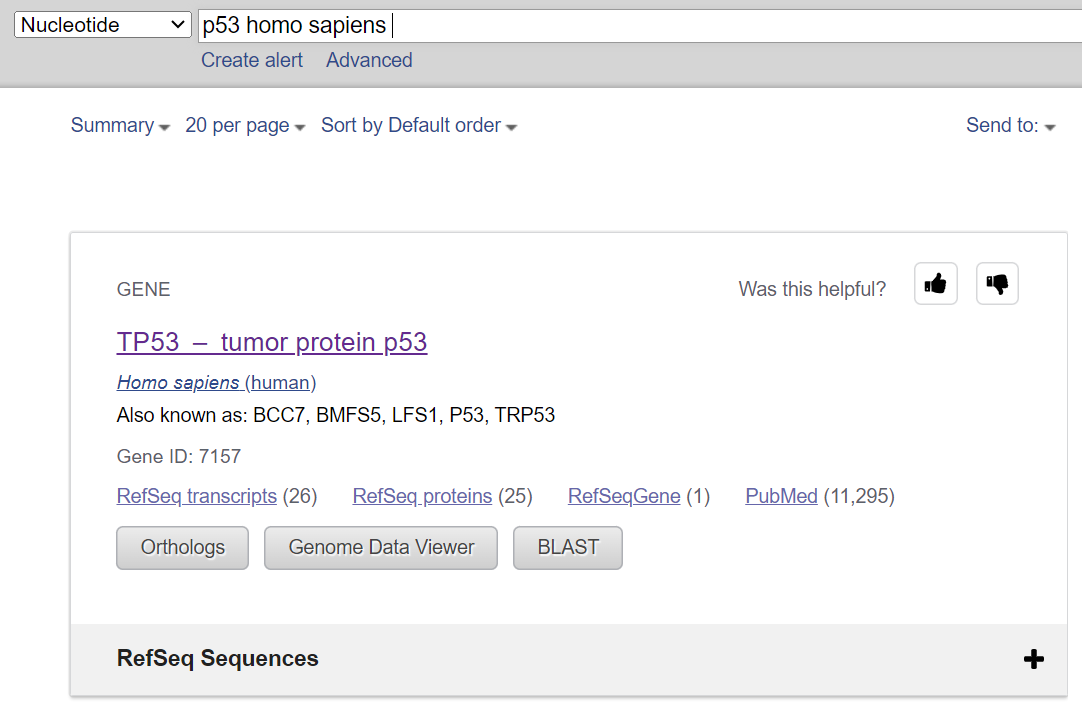 Nucleotide p53 homo sapiens
Create alert Advanced
Summary 20 per page Sort by Default order Send to:
GENE Was this helpful?
TP53 – tumor protein p53
Homo sapiens (human)
Also known as: BCC7, BMFS5, LFS1, P53, TRP53
Gene ID: 7157
RefSeq transcripts (26) RefSeq proteins (25) RefSeqGene (1) PubMed (11,295)
Orthologs Genome Data Viewer BLAST
RefSeq Sequences